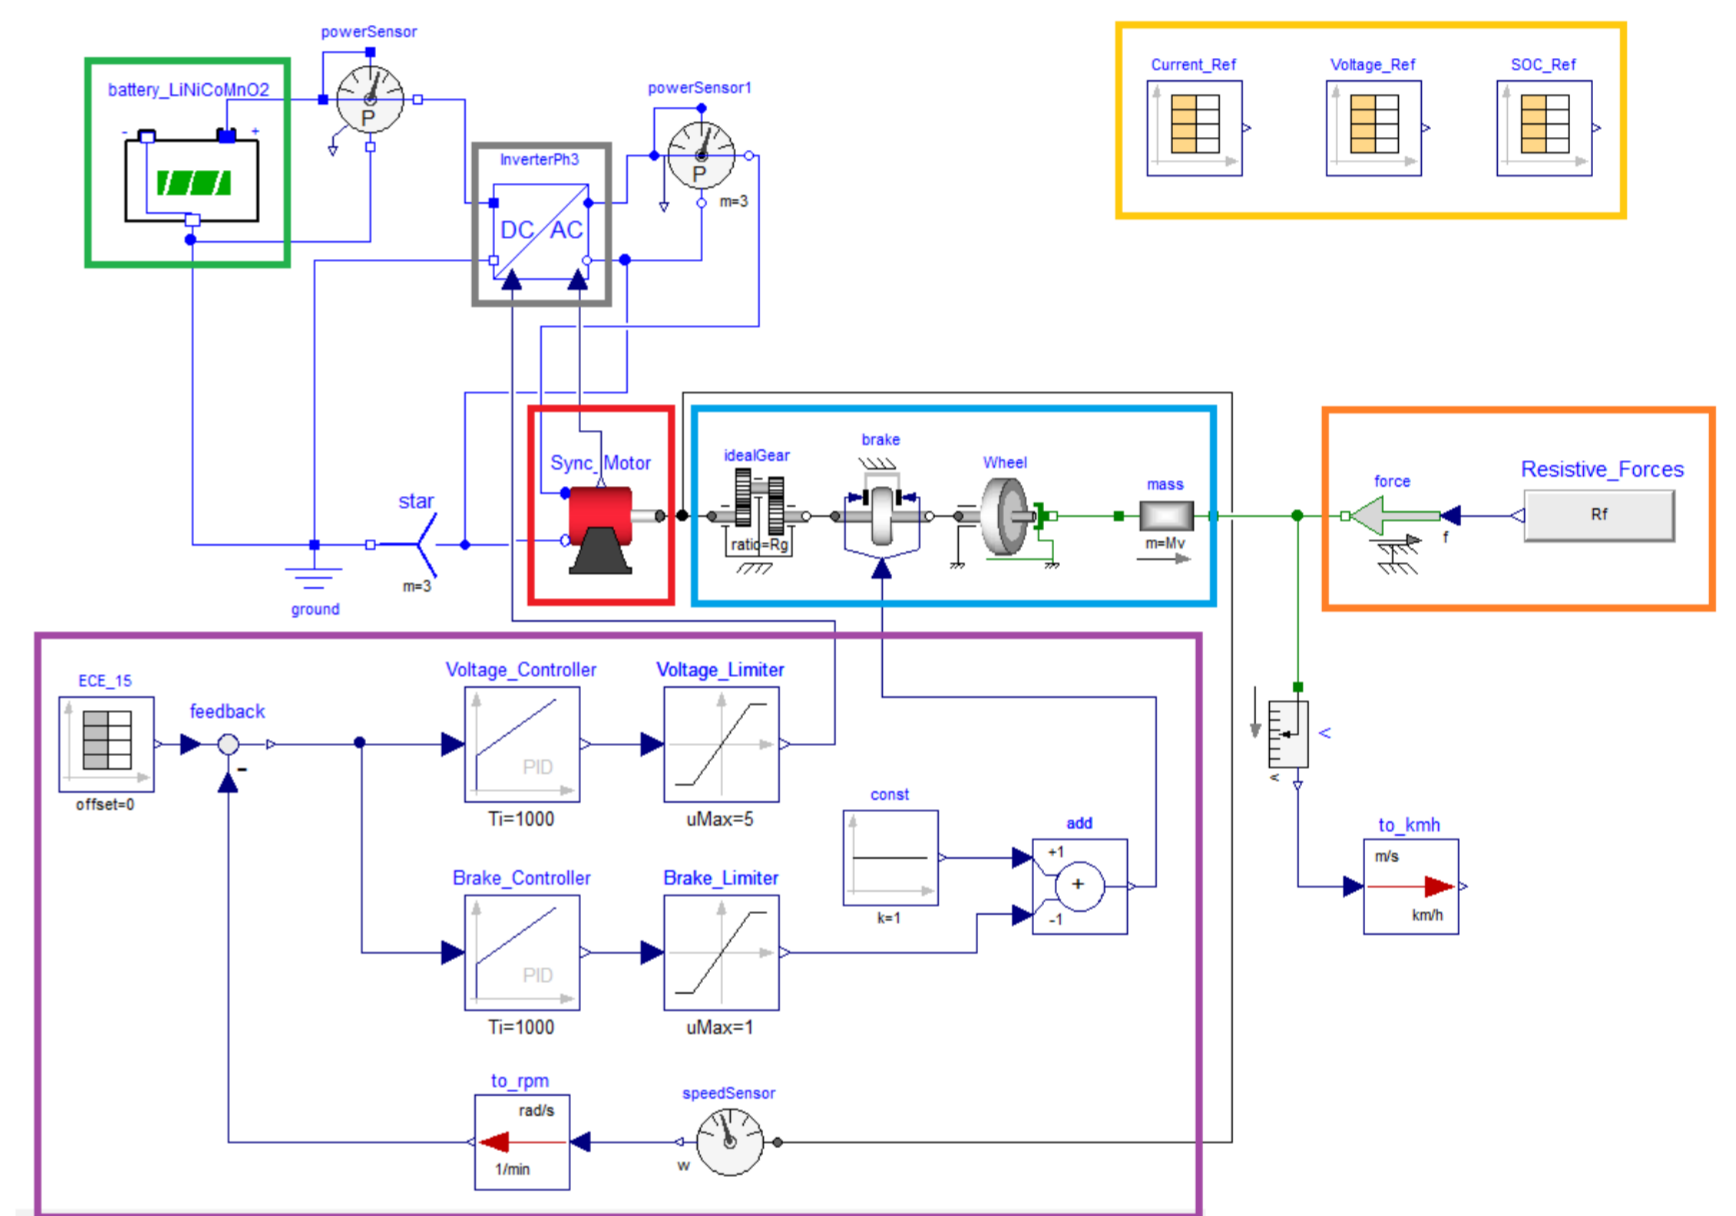 powerSensor
battery_LiNiCoMnO2
- +
P
powerSensor1
P
m=3
InverterPh3
DC AC
Current_Ref
Voltage_Ref
SOC_Ref
Sync_Motor
star
m=3
ground
idealGear
ratio=Rg
brake
Wheel
mass
m=Mv
force
f
Resistive_Forces
Rf
ECE_15
offset=0
feedback
-
Voltage_Controller
PID
Ti=1000
Voltage_Limiter
uMax=5
Brake_Controller
PID
Ti=1000
Brake_Limiter
uMax=1
const
k=1
add
+1
+
-1
v
v
to_kmh
m/s
km/h
to_rpm
rad/s
1/min
speedSensor
w